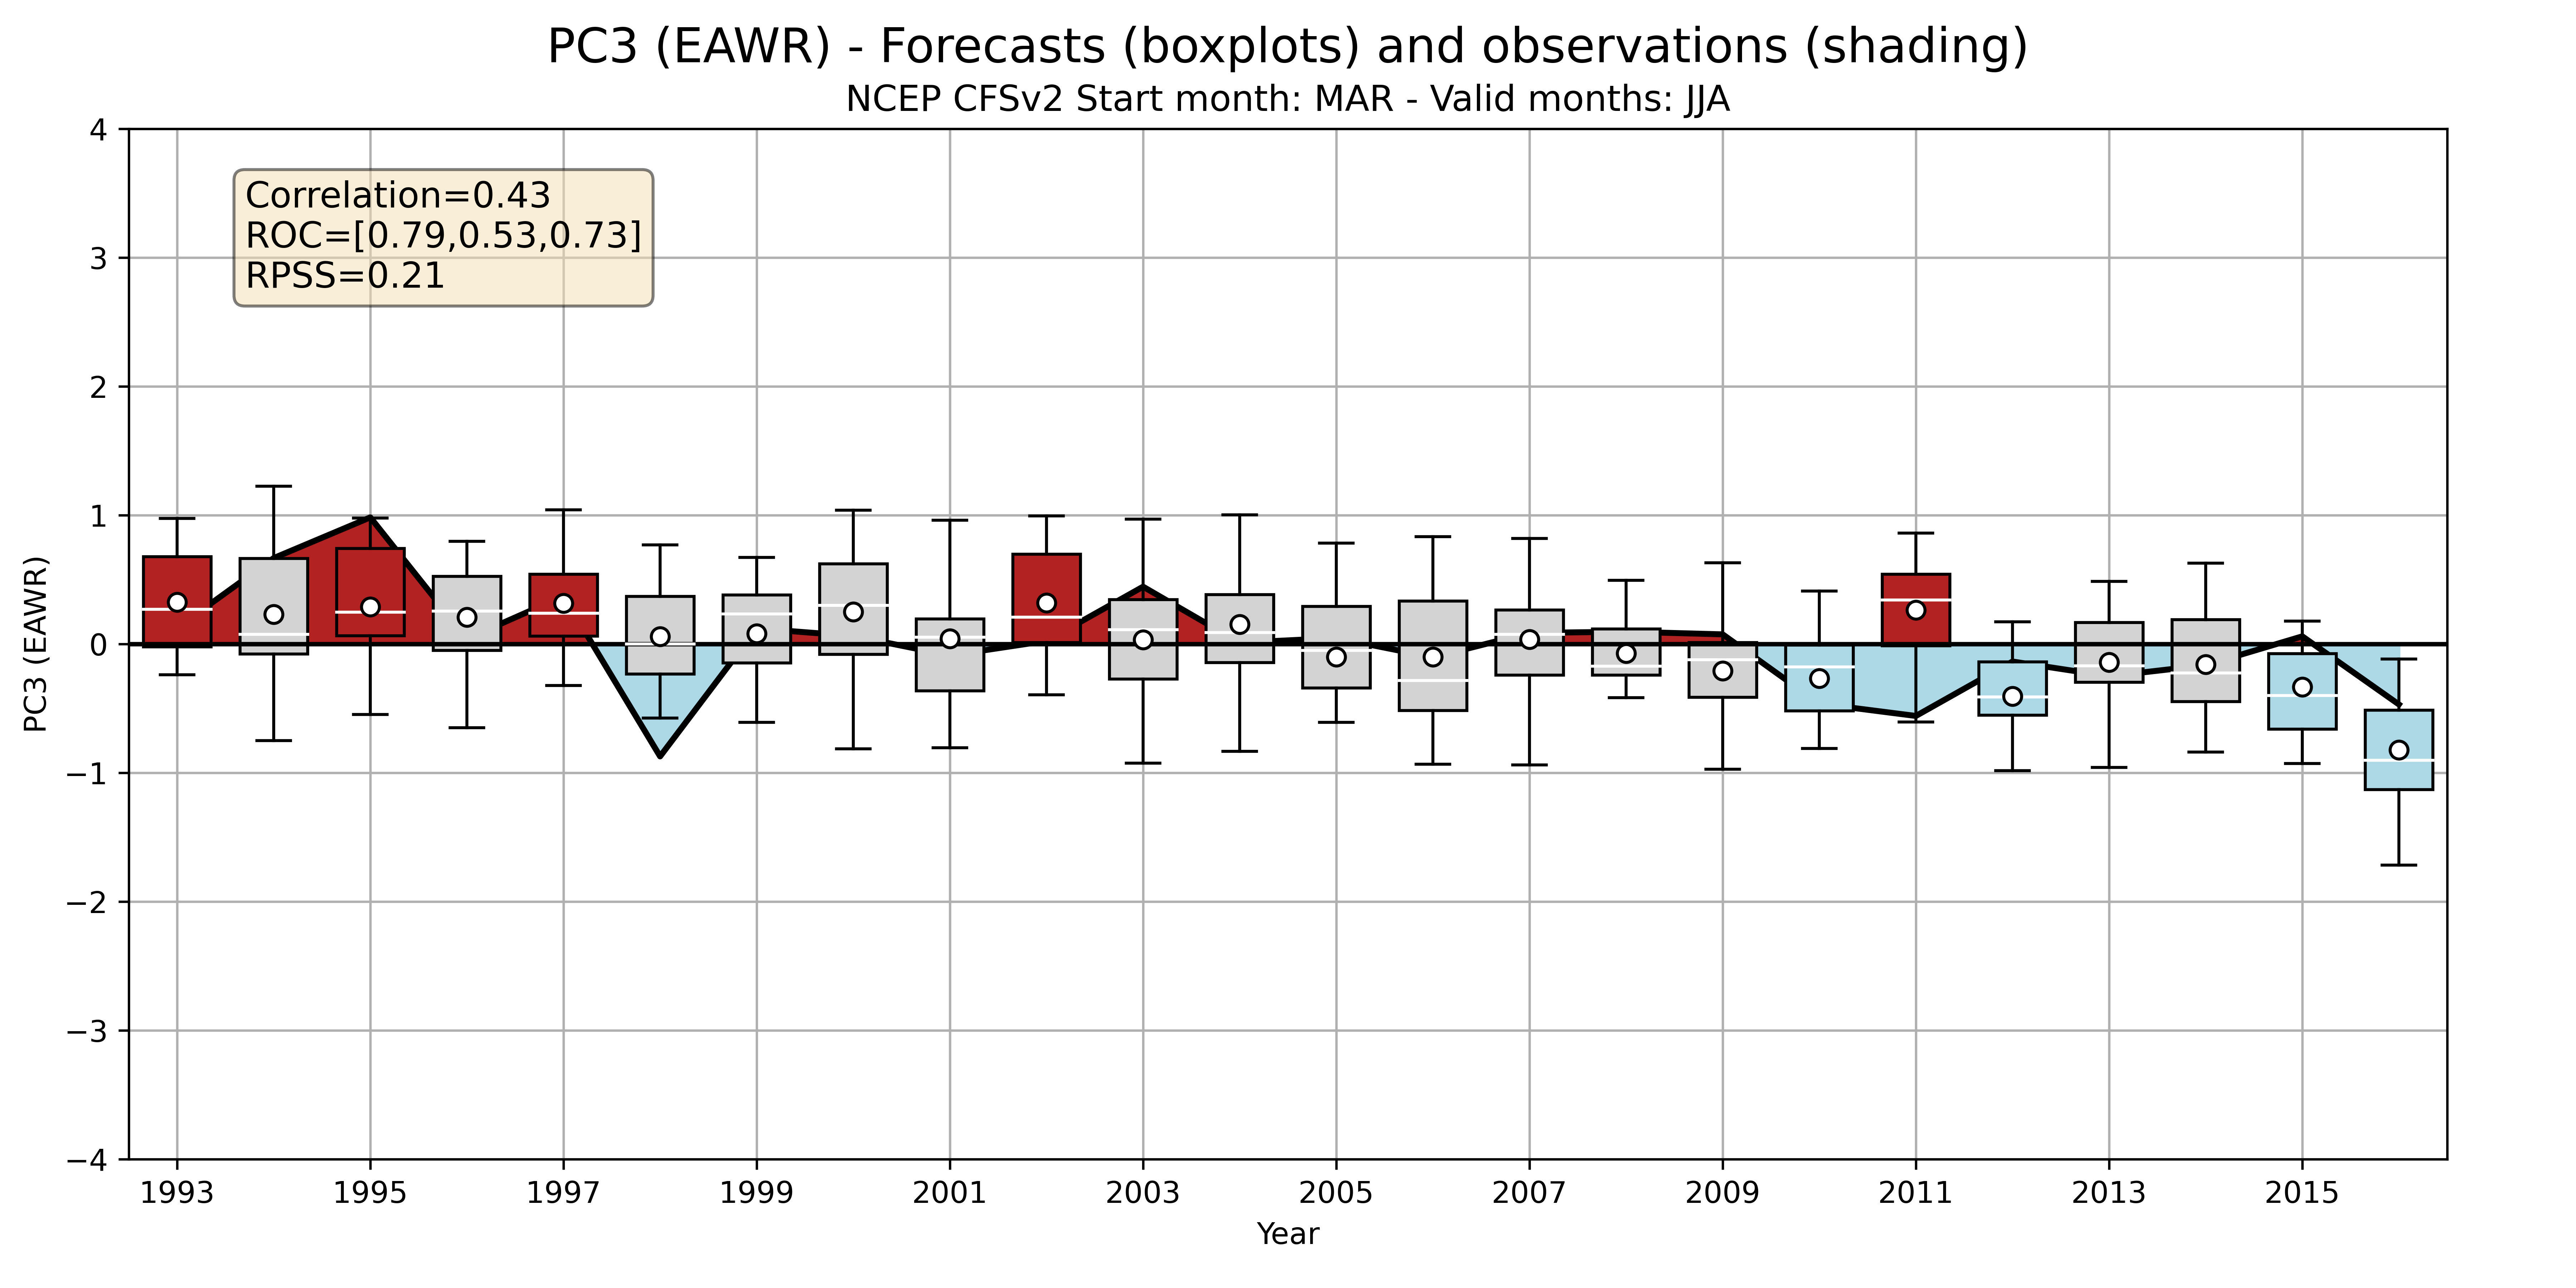 PC3 (EAWR) - Forecasts (boxplots) and observations (shading)
NCEP CFSv2 Start month: MAR - Valid months: JJA
Correlation=0.43
ROC=[0.79,0.53,0.73]
RPSS=0.21
PC3 (EAWR)
4
3
2
1
0
−1
−2
−3
−4
1993 1995 1997 1999 2001 2003 2005 2007 2009 2011 2013 2015
Year